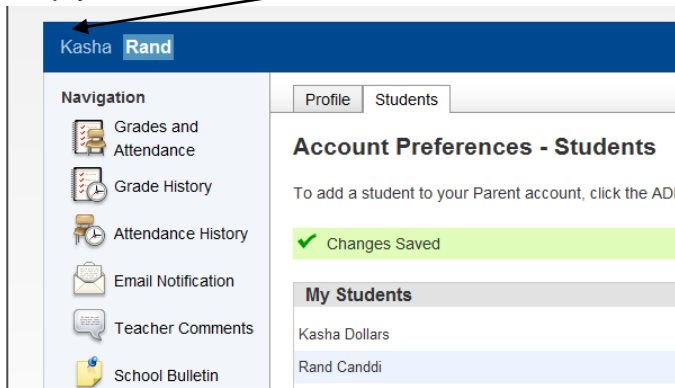 Kasha Rand
Navigation
Grades and
Attendance
Grade History
Attendance History
Email Notification
Teacher Comments
School Bulletin
Profile Students
Account Preferences - Students
To add a student to your Parent account, click the AD
Changes Saved
My Students
Kasha Dollars
Rand Canddi